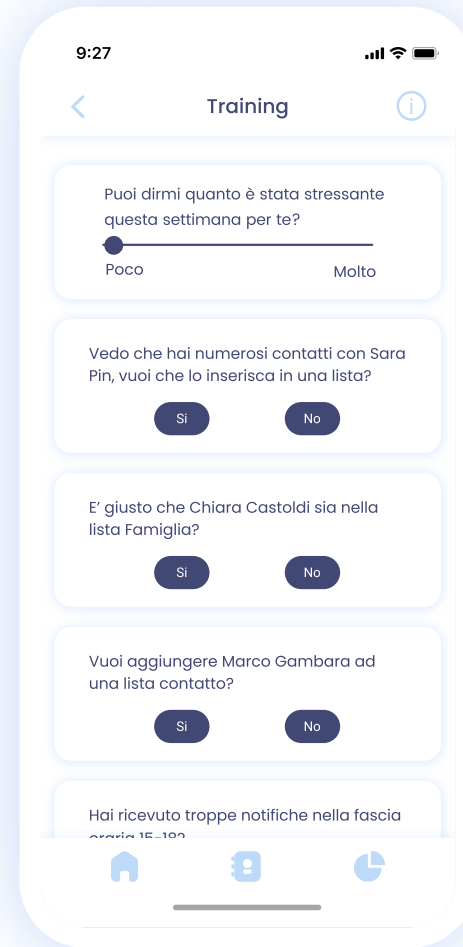 9:27
Training
Puoi dirmi quanto è stata stressante
questa settimana per te?
Poco
Molto
Vedo che hai numerosi contatti con Sara
Pin, vuoi che lo inserisca in una lista?
Si
No
E’ giusto che Chiara Castoldi sia nella
lista Famiglia?
Si
No
Vuoi aggiungere Marco Gambara ad
una lista contatto?
Si
No
Hai ricevuto troppe notifiche nella fascia
oraria 15-18?